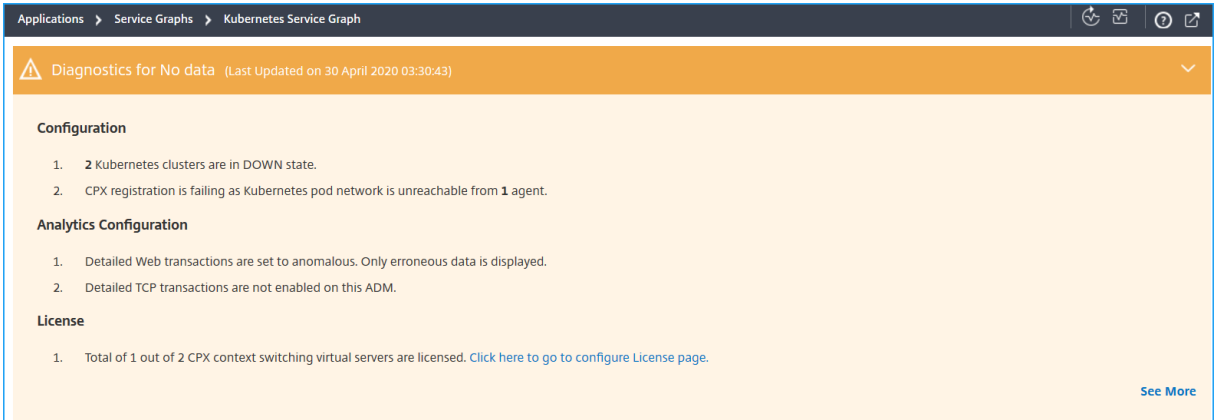 Applications > Service Graphs > Kubernetes Service Graph
Diagnostics for No data (Last Updated on 30 April 2020 03:30:43)
Configuration
1. 2 Kubernetes clusters are in DOWN state.
2. CPX registration is failing as Kubernetes pod network is unreachable from 1 agent.
Analytics Configuration
1. Detailed Web transactions are set to anomalous. Only erroneous data is displayed.
2. Detailed TCP transactions are not enabled on this ADM.
License
1. Total of 1 out of 2 CPX context switching virtual servers are licensed. Click here to go to configure License page.
See More